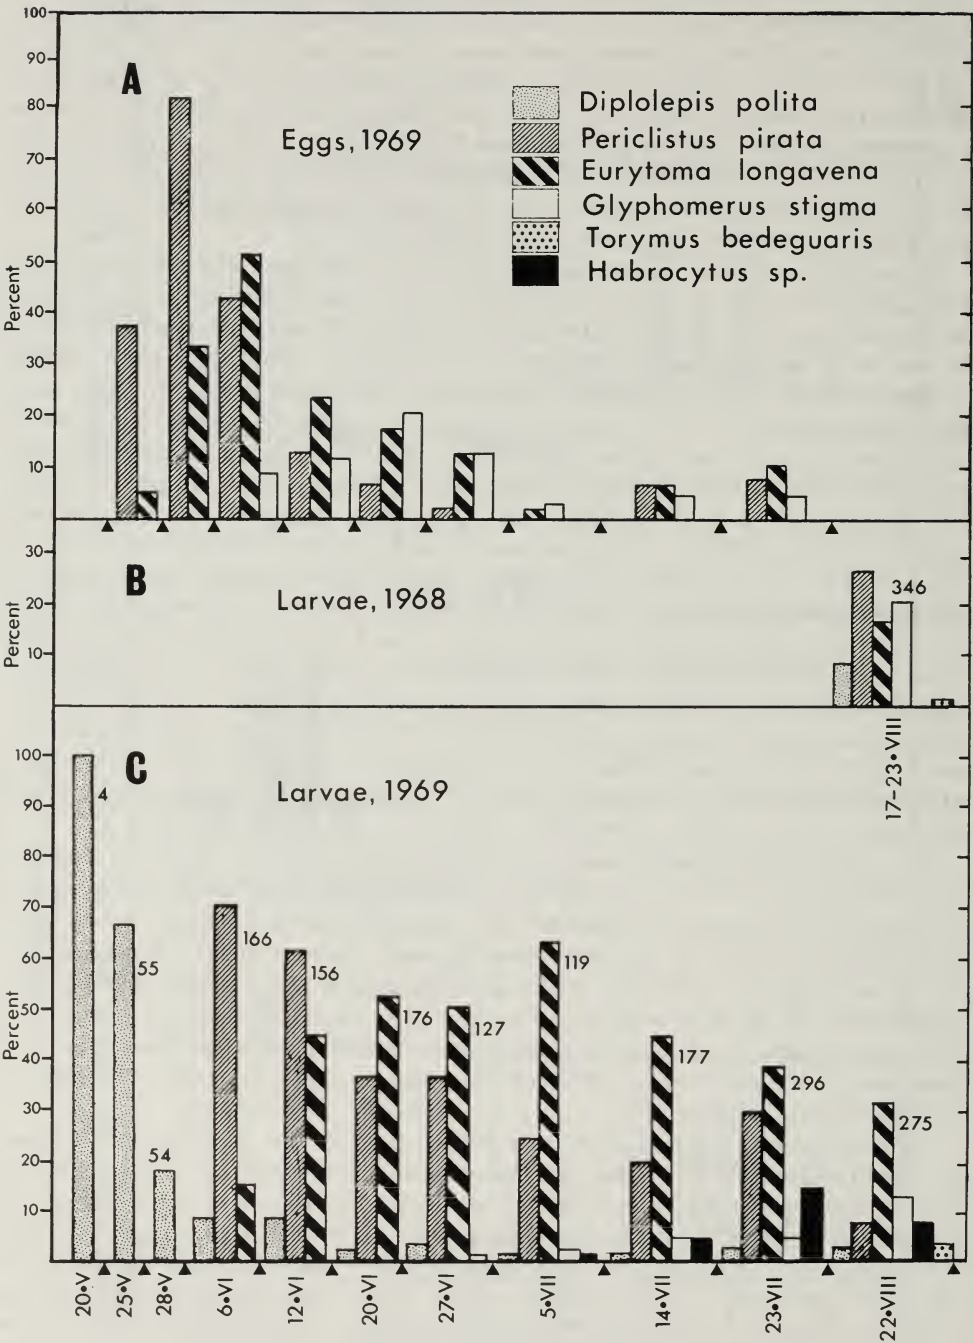 100
90
80
70
60
50
40
30
20
10
Percent
A
Eggs, 1969
Diplolepis polita
Periclistus pirata
Eurytoma longavena
Glyphomerus stigma
Torymus bedeguaris
Habrocytus sp.
30
20
10
Percent
B
Larvae, 1968
346
17-23•VIII
100
90
80
70
60
50
40
30
20
10
Percent
C
Larvae, 1969
4
55
54
166
156
176
127
119
177
296
275
20•V
25•V
28•V
6•VI
12•VI
20•VI
27•VI
5•VII
14•VII
23•VII
22•VIII